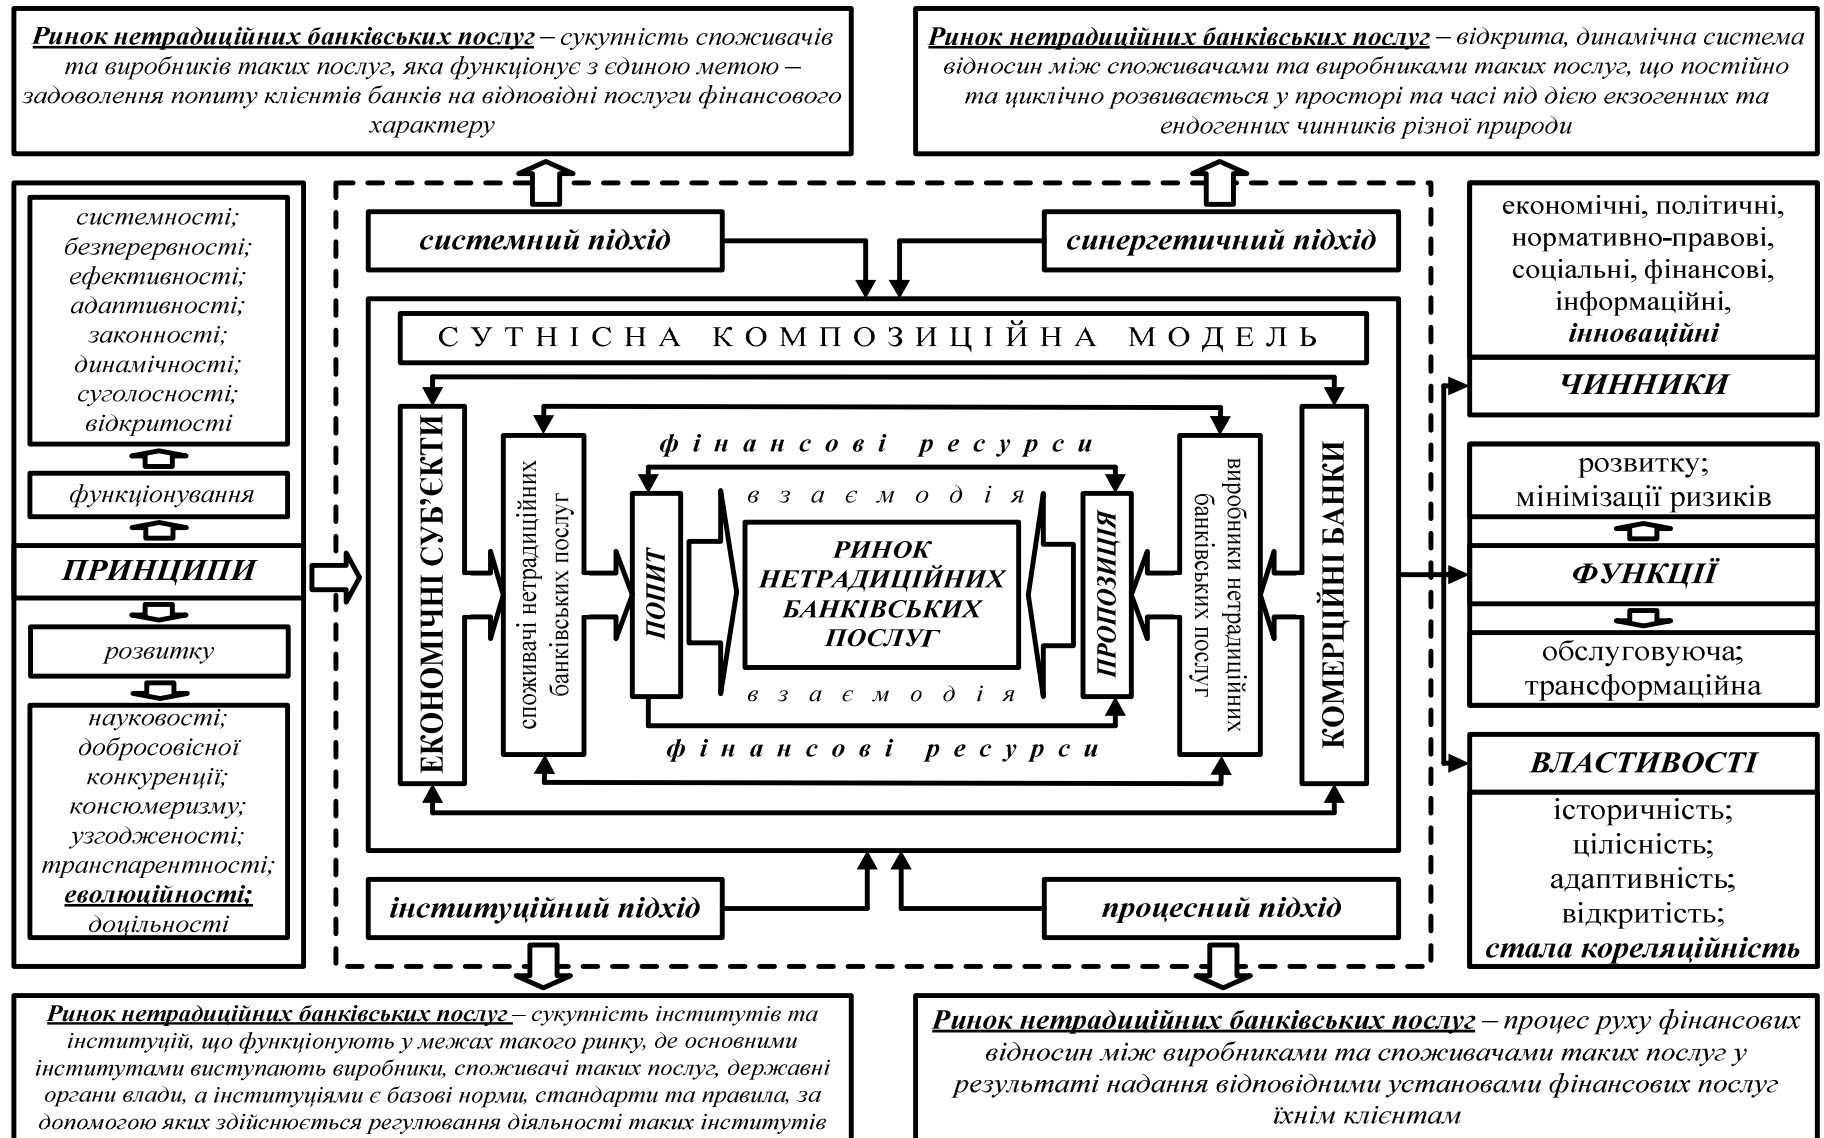 Ринок нетрадиційних банківських послуг – сукупність споживачів
та виробників таких послуг, яка функціонує з єдиною метою –
задоволення попиту клієнтів банків на відповідні послуги фінансового
характеру
Ринок нетрадиційних банківських послуг – відкрита, динамічна система
відносин між споживачами та виробниками таких послуг, що постійно
та циклічно розвивається у просторі та часі під дією екзогенних та
ендогенних чинників різної природи
системності;
безперервності;
ефективності;
адаптивності;
законності;
динамічності;
суголосності;
відкритості
функціонування
ПРИНЦИПИ
розвитку
науковості;
добросовісної
конкуренції;
консюмеризму;
узгодженості;
транспарентності;
еволюційності;
доцільності
системний підхід
синергетичний підхід
СУТНІСНА КОМПОЗИЦІЙНА МОДЕЛЬ
ЕКОНОМІЧНІ СУБ’ЄКТИ
споживачі нетрадиційних
банківських послуг
ПОПИТ
фінансові ресурси
взаємодія
РИНОК
НЕТРАДИЦІЙНИХ
БАНКІВСЬКИХ
ПОСЛУГ
взаємодія
фінансові ресурси
ПРОПОЗИЦІЯ
виробники нетрадиційних
банківських послуг
КОМЕРЦІЙНІ БАНКИ
інституційний підхід
процесний підхід
економічні, політичні,
нормативно-правові,
соціальні, фінансові,
інформаційні,
інноваційні
ЧИННИКИ
розвитку;
мінімізації ризиків
ФУНКЦІЇ
обслуговуюча;
трансформаційна
ВЛАСТИВОСТІ
історичність;
цілісність;
адаптивність;
відкритість;
стала кореляційність
Ринок нетрадиційних банківських послуг – сукупність інститутів та
інституцій, що функціонують у межах такого ринку, де основними
інститутами виступають виробники, споживачі таких послуг, державні
органи влади, а інституціями є базові норми, стандарти та правила, за
допомогою яких здійснюється регулювання діяльності таких інститутів
Ринок нетрадиційних банківських послуг – процес руху фінансових
відносин між виробниками та споживачами таких послуг у
результаті надання відповідними установами фінансових послуг
їхнім клієнтам